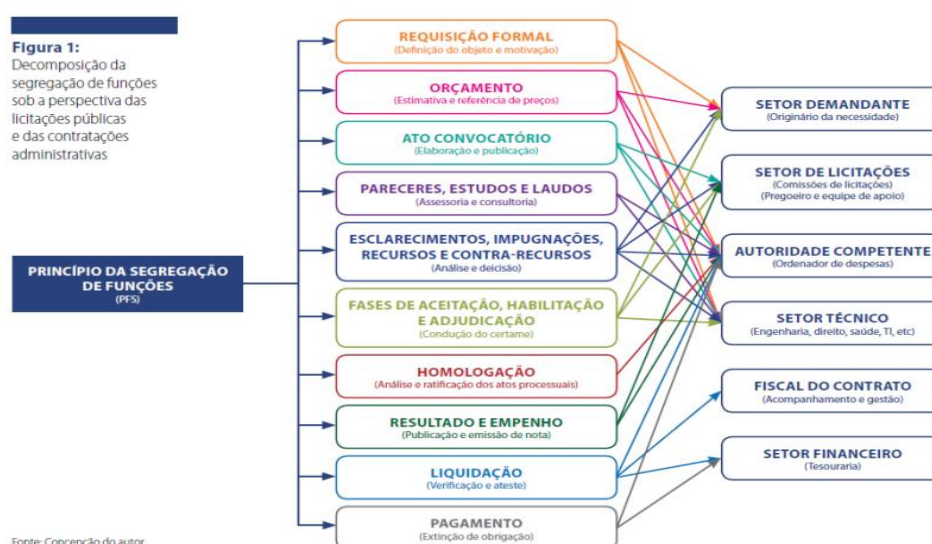 Figura 1:
Decomposição da
segregação de funções
sob a perspectiva das
licitações públicas
e das contratações
administrativas
PRINCÍPIO DA SEGREGAÇÃO
DE FUNÇÕES
(PFS)
REQUISIÇÃO FORMAL
(Definição do objeto e motivação)
ORÇAMENTO
(Estimativa e referência de preços)
ATO CONVOCATÓRIO
(Elaboração e publicação)
PARECERES, ESTUDOS E LAUDOS
(Assessoria e consultoria)
ESCLARECIMENTOS, IMPUGNAÇÕES,
RECURSOS E CONTRA-RECURSOS
(Análise e deicisão)
FASES DE ACEITAÇÃO, HABILITAÇÃO
E ADJUDICAÇÃO
(Condução do certame)
HOMOLOGAÇÃO
(Análise e ratificação dos atos processuais)
RESULTADO E EMPENHO
(Publicação e emissão de nota)
LIQUIDAÇÃO
(Verificação e ateste)
PAGAMENTO
(Extinção de obrigação)
SETOR DEMANDANTE
(Originário da necessidade)
SETOR DE LICITAÇÕES
(Comissões de licitações)
Pregoeiro e equipe de apoio)
AUTORIDADE COMPETENTE
(Ordenador de despesas)
SETOR TÉCNICO
(Engenharia, direito, saúde, TI, etc)
FISCAL DO CONTRATO
(Acompanhamento e gestão)
SETOR FINANCEIRO
(Tesouraria)
Fonte: Concepção do autor